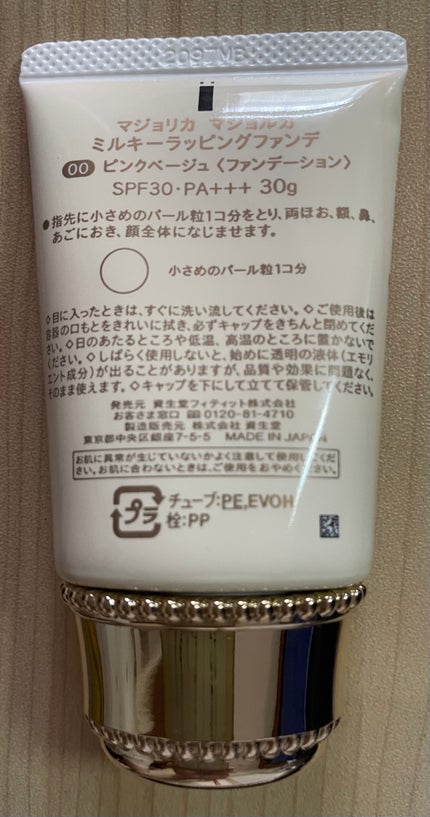 2097MB
マジョリカ マジョルカ
ミルキーラッピングファンデ
00 ピンクベージュ〈ファンデーション〉
SPF30・PA+++ 30g
●指先に小さめのパール粒1コ分をとり、両ほお、額、鼻、
あごにおき、顔全体になじませます。
小さめのパール粒1コ分
◇目に入ったときは、すぐに洗い流してください。◇ご使用後は
容器の口もとをきれいに拭き、必ずキャップをきちんと閉めてくだ
さい。◇日のあたるところや低温、高温のところに置かないで
ください。◇しばらく使用しないと、始めに透明の液体(エモリ
エント成分)が出ることがありますが、品質や効果に問題なく、
そのまま使えます。◇キャップを下にして立てて保管してください。
発売元 資生堂フィティット株式会社
お客さま窓口 0120-81-4710
製造販売元 株式会社 資生堂
東京都中央区銀座7-5-5 MADE IN JAPAN
お肌に異常が生じていないかよく注意して使用してくだ
さい。お肌に合わないときは、ご使用をおやめください。
プラ チューブ:PE,EVOH
栓:PP